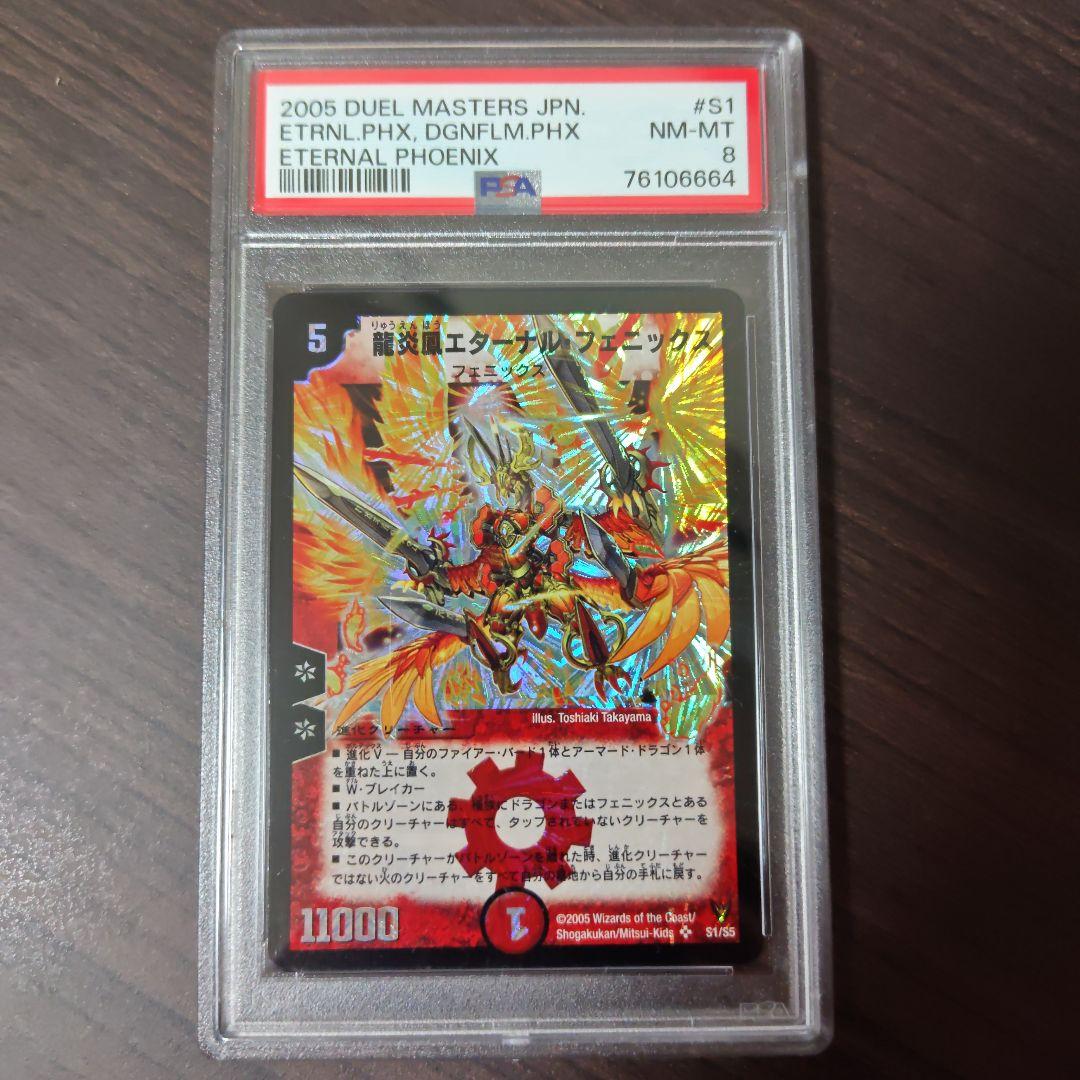 2005 DUEL MASTERS JPN. #S1
ETRNL.PHX, DGNFLM.PHX NM-MT
ETERNAL PHOENIX 8
PSA 76106664
5
りゅうえんほう
龍炎鳳エターナル・フェニックス
フェニックス
illus. Toshiaki Takayama
進化クリーチャー
■ 進化V — 自分のファイアー・バード1体とアーマード・ドラゴン1体
を重ねた上に置く。
■ W・ブレイカー
■ バトルゾーンにある、種族にドラゴンまたはフェニックスとある
自分のクリーチャーはすべて、タップされていないクリーチャーを
攻撃できる。
■ このクリーチャーがバトルゾーンを離れた時、進化クリーチャー
ではない火のクリーチャーをすべて自分の墓地から自分の手札に戻す。
11000
1
©2005 Wizards of the Coast/
Shogakukan/Mitsui-Kids S1/S5
PSA